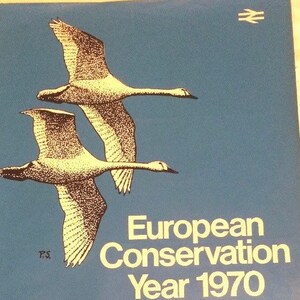 P.S.
European
Conservation
Year 1970